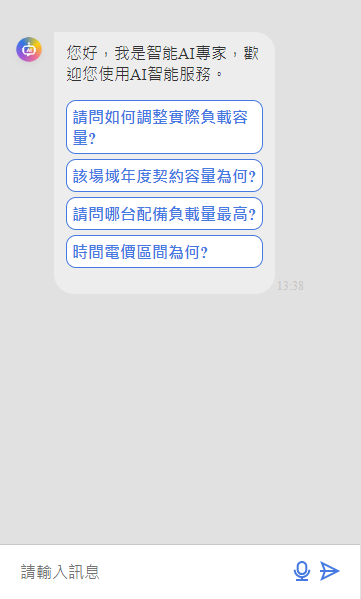 您好，我是智能AI專家，歡
迎您使用AI智能服務。
請問如何調整實際負載容
量?
該場域年度契約容量為何?
請問哪台配備負載量最高?
時間電價區間為何?
13:38
請輸入訊息